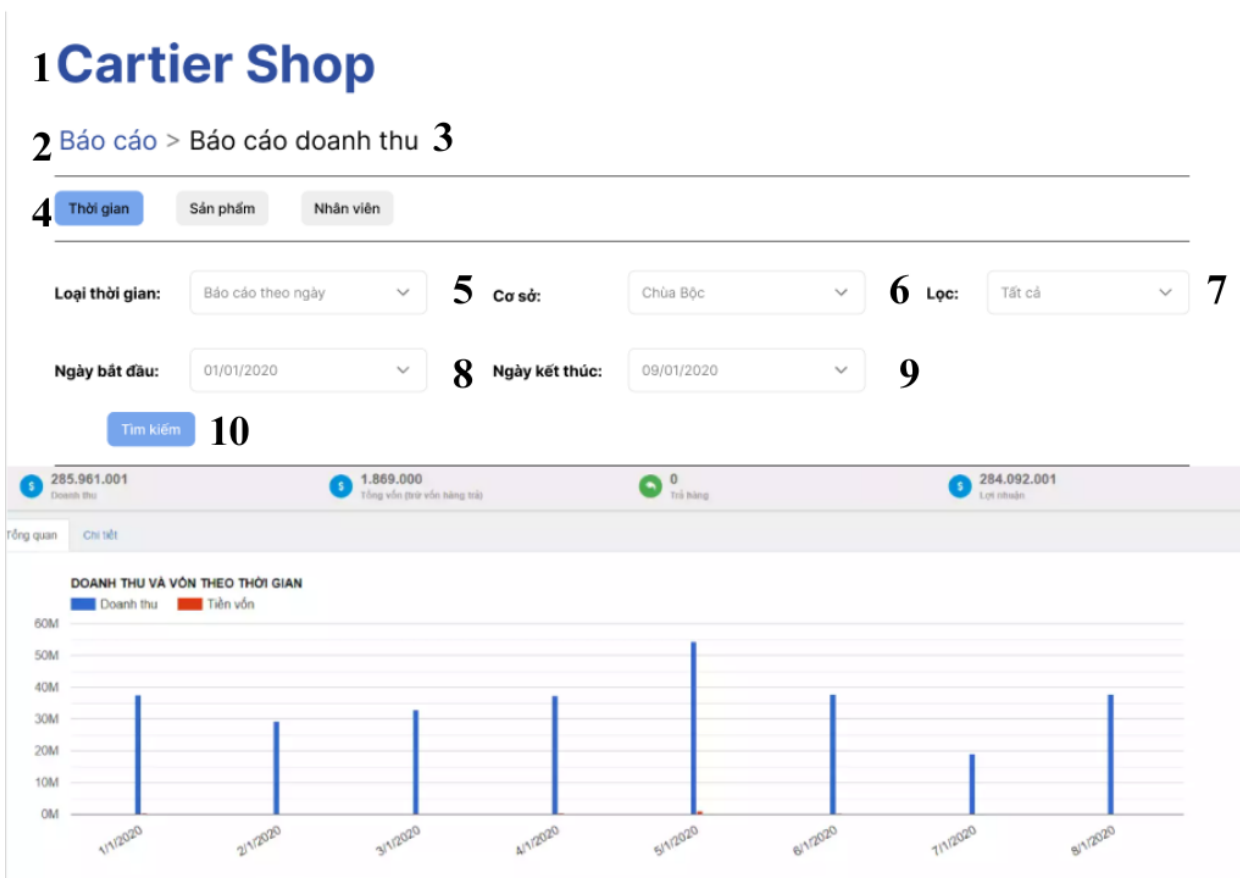 1 Cartier Shop
2 Báo cáo > Báo cáo doanh thu 3
4 Thời gian Sản phẩm Nhân viên
Loại thời gian: Báo cáo theo ngày 5 Cơ sở: Chùa Bộc 6 Lọc: Tất cả 7
Ngày bắt đầu: 01/01/2020 8 Ngày kết thúc: 09/01/2020 9
Tìm kiếm 10
285.961.001 1.869.000 0 284.092.001
Doanh thu Tổng vốn (trừ vốn hàng trả) Trả hàng Lợi nhuận
Tổng quan Chi tiết
DOANH THU VÀ VỐN THEO THỜI GIAN
Doanh thu Tiền vốn
60M
50M
40M
30M
20M
10M
0M
1/1/2020 2/1/2020 3/1/2020 4/1/2020 5/1/2020 6/1/2020 7/1/2020 8/1/2020